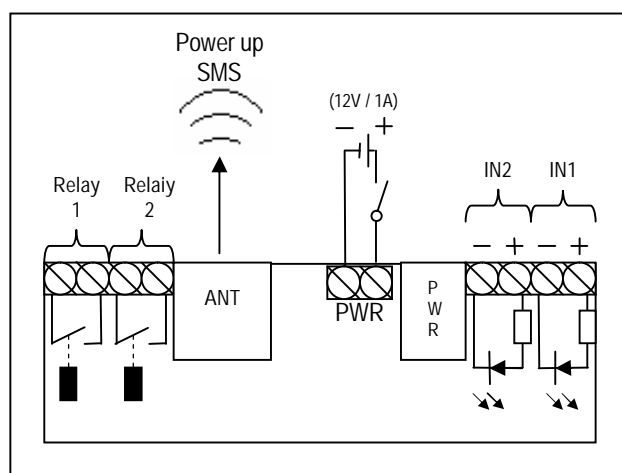 Power up
SMS
(12V / 1A)
− +
Relay
1
Relaiy
2
IN2
IN1
− + − +
ANT
PWR
P
W
R